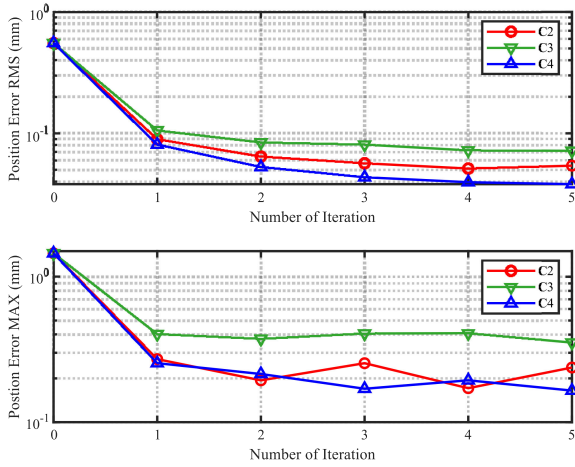 Position Error RMS (mm)
10^0
10^-1
C2
C3
C4
0 1 2 3 4 5
Number of Iteration
Postion Error MAX (mm)
10^0
10^-1
C2
C3
C4
0 1 2 3 4 5
Number of Iteration